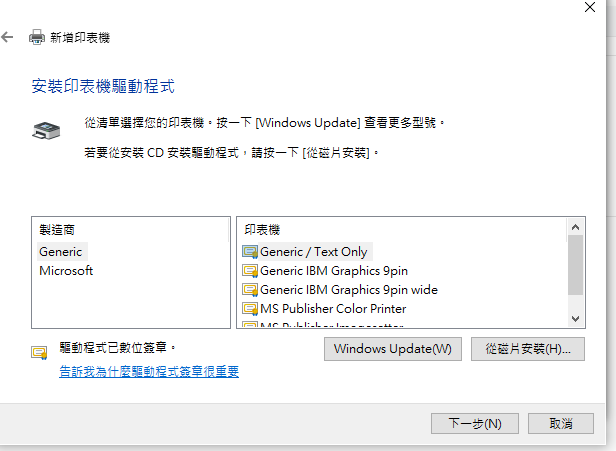 新增印表機
安裝印表機驅動程式
從清單選擇您的印表機。按一下 [Windows Update] 查看更多型號。
若要從安裝 CD 安裝驅動程式，請按一下 [從磁片安裝]。
製造商
Generic
Microsoft
印表機
Generic / Text Only
Generic IBM Graphics 9pin
Generic IBM Graphics 9pin wide
MS Publisher Color Printer
MS Publisher Imagesetter
驅動程式已數位簽章。
告訴我為什麼驅動程式簽章很重要
Windows Update(W)
從磁片安裝(H)...
下一步(N)
取消